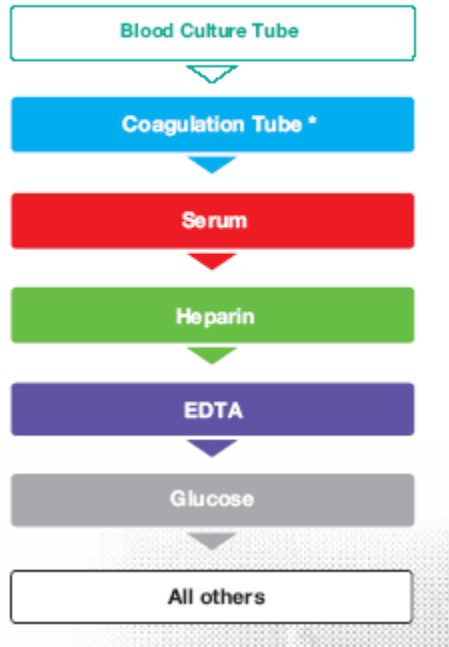 Blood Culture Tube
Coagulation Tube *
Serum
Heparin
EDTA
Glucose
All others